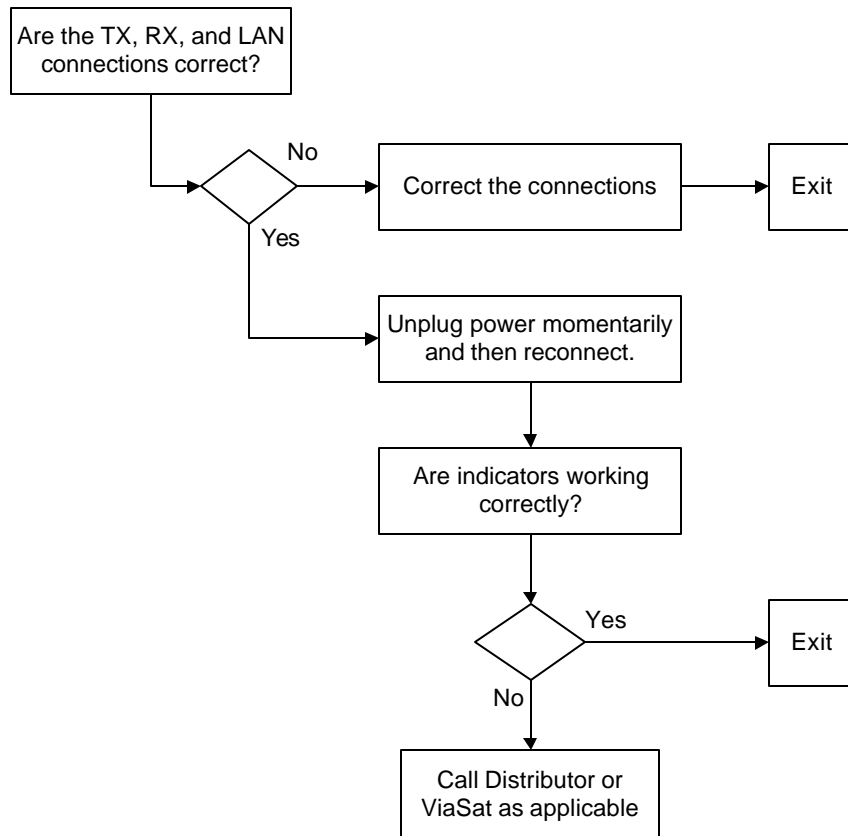 Are the TX, RX, and LAN
connections correct?
No
Correct the connections
Exit
Yes
Unplug power momentarily
and then reconnect.
Are indicators working
correctly?
Yes
Exit
No
Call Distributor or
ViaSat as applicable